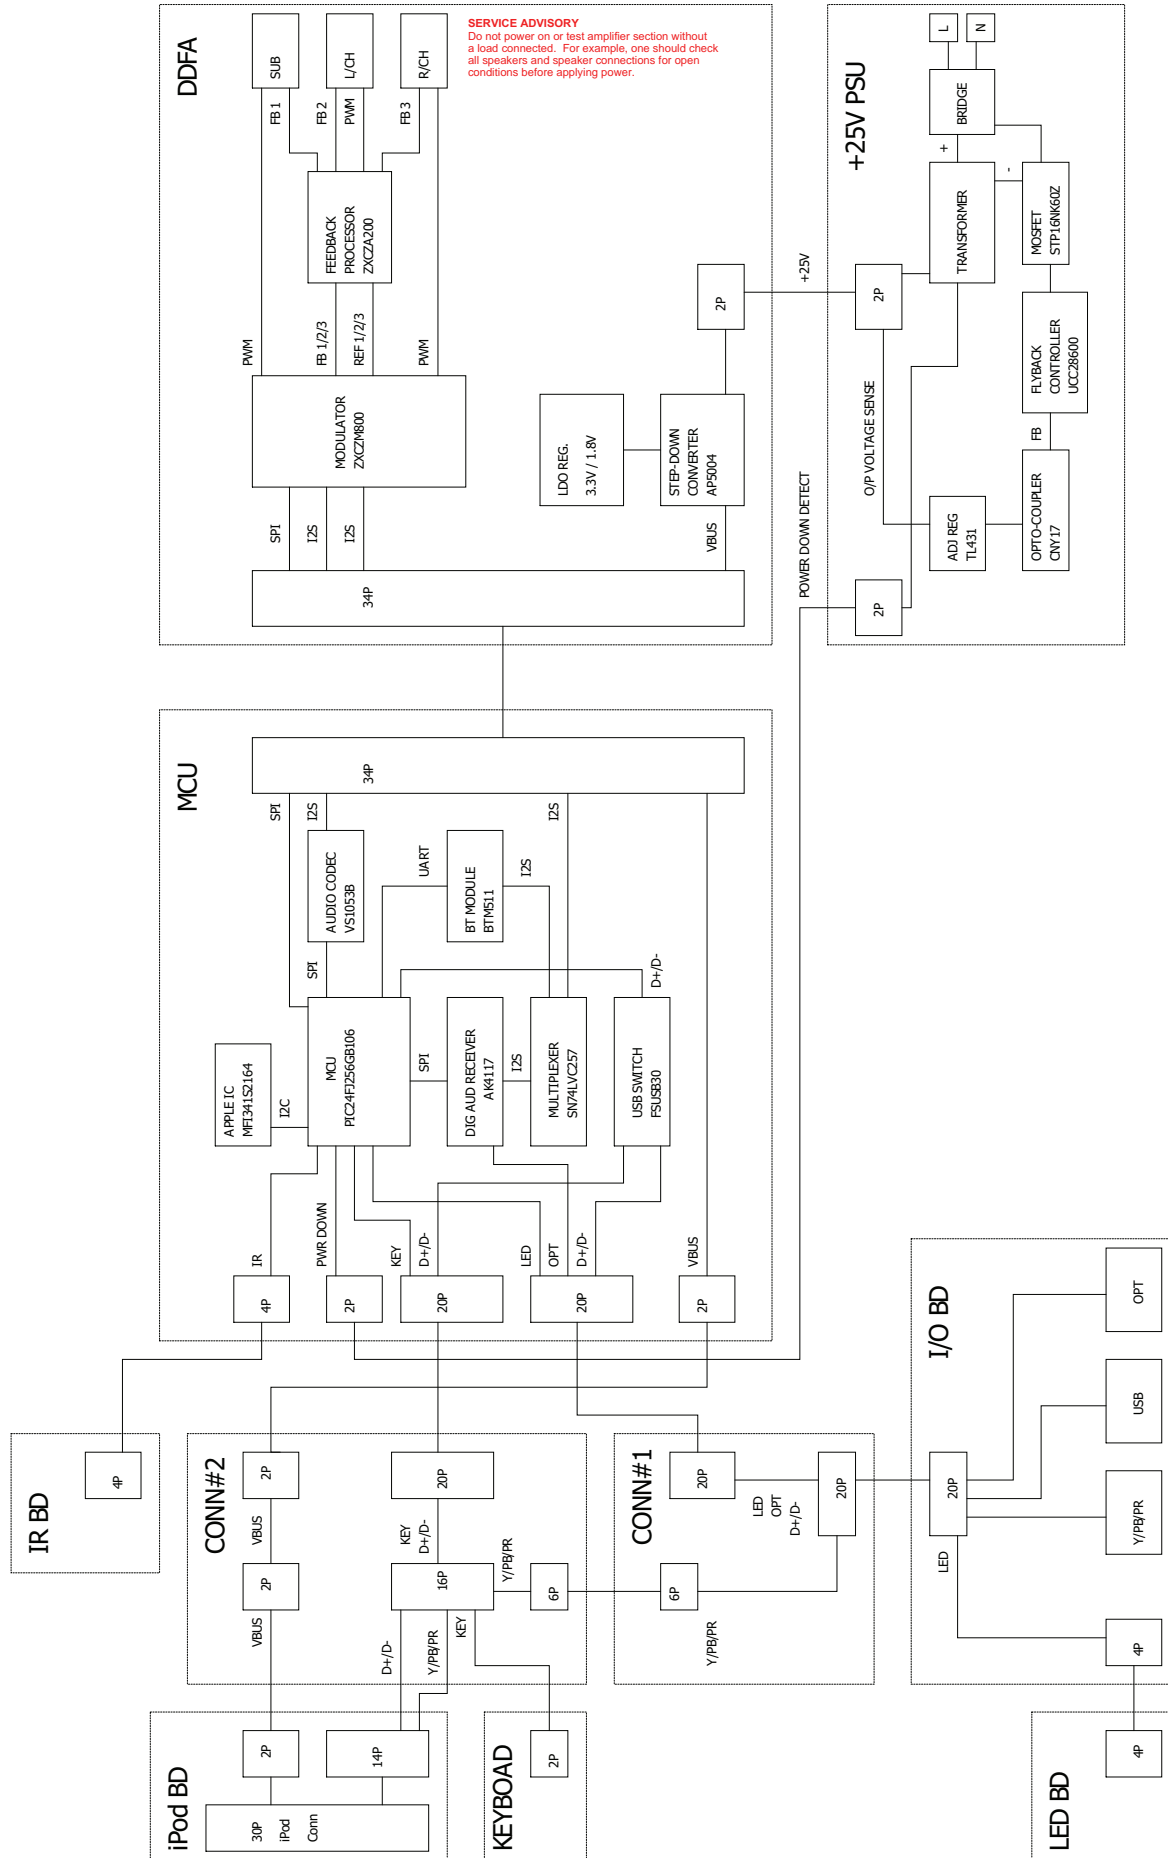 SERVICE ADVISORY
Do not power on or test amplifier section without
a load connected. For example, one should check
all speakers and speaker connections for open
conditions before applying power.
DDFA
SUB
L/CH
R/CH
FB 1
FB 2
PWM
FB 3
FEEDBACK
PROCESSOR
ZXCZA200
PWM
FB 1/2/3
REF 1/2/3
PWM
MODULATOR
ZXCZM800
SPI
I2S
I2S
34P
LDO REG.
3.3V / 1.8V
STEP-DOWN
CONVERTER
AP5004
VBUS
2P
+25V
+25V PSU
L
N
BRIDGE
+
-
TRANSFORMER
MOSFET
STP16NK60Z
2P
FLYBACK
CONTROLLER
UCC28600
O/P VOLTAGE SENSE
FB
ADJ REG
TL431
OPTO-COUPLER
CNY17
POWER DOWN DETECT
2P
MCU
34P
SPI
I2S
I2S
AUDIO CODEC
VS1053B
UART
BT MODULE
BTM511
I2S
SPI
D+/D-
APPLE IC
MFI341S2164
I2C
MCU
PIC24FJ256GB106
SPI
DIG AUD RECEIVER
AK4117
I2S
MULTIPLEXER
SN74LVC257
USB SWITCH
FSUSB30
IR
PWR DOWN
KEY
D+/D-
LED
OPT
D+/D-
VBUS
4P
2P
20P
20P
2P
IR BD
4P
CONN#2
2P
VBUS
2P
VBUS
20P
KEY
D+/D-
16P
Y/PB/PR
6P
D+/D-
Y/PB/PR
KEY
CONN#1
20P
LED
OPT
D+/D-
20P
6P
Y/PB/PR
I/O BD
OPT
USB
Y/PB/PR
20P
LED
4P
iPod BD
2P
14P
30P
iPod
Conn
KEYBOAD
2P
LED BD
4P